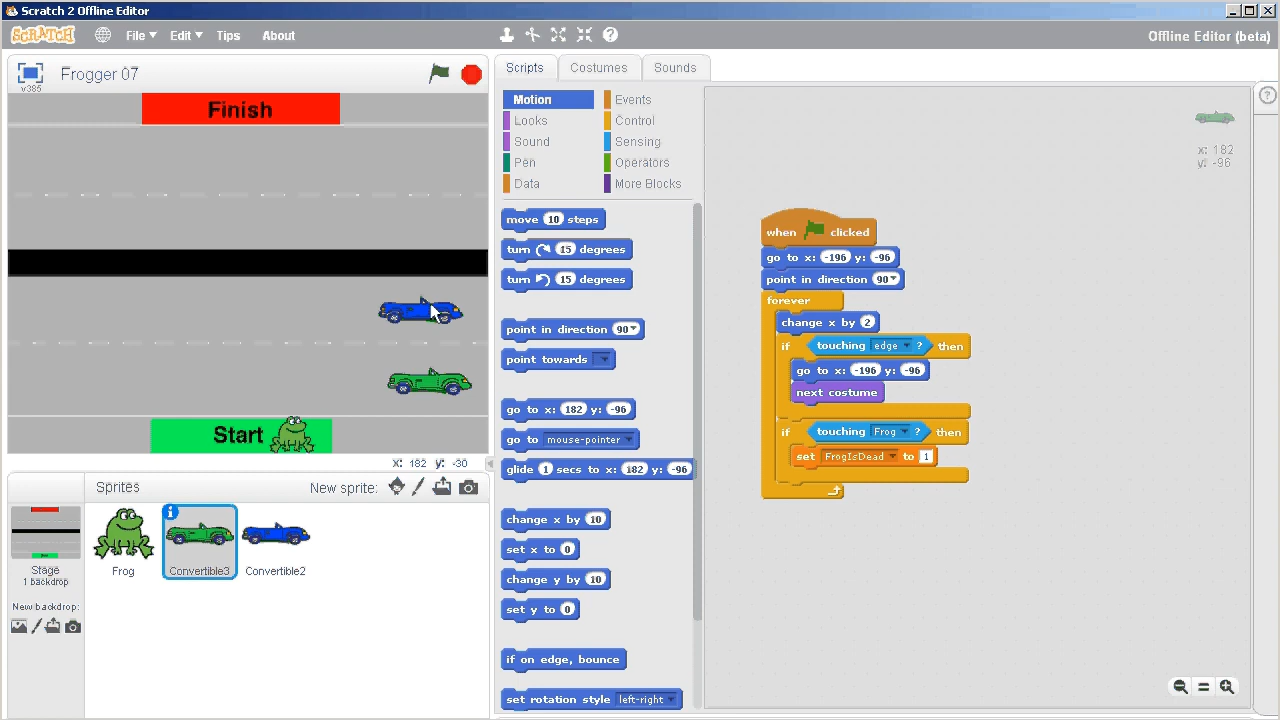 Scratch 2 Offline Editor
SCRATCH File Edit Tips About Offline Editor (beta)
v385
Frogger 07
Finish
Start
X: 182 y: -30
Sprites New sprite:
Stage
1 backdrop
New backdrop:
Frog
Convertible3
Convertible2
Scripts Costumes Sounds
Motion Events
Looks Control
Sound Sensing
Pen Operators
Data More Blocks
move 10 steps
turn 15 degrees
turn 15 degrees
point in direction 90
point towards
go to x: 182 y: -96
go to mouse-pointer
glide 1 secs to x: 182 y: -96
change x by 10
set x to 0
change y by 10
set y to 0
if on edge, bounce
set rotation style left-right
x: 182
y: -96
when clicked
go to x: -196 y: -96
point in direction 90
forever
change x by 2
if touching edge ? then
go to x: -196 y: -96
next costume
if touching Frog ? then
set FrogIsDead to 1